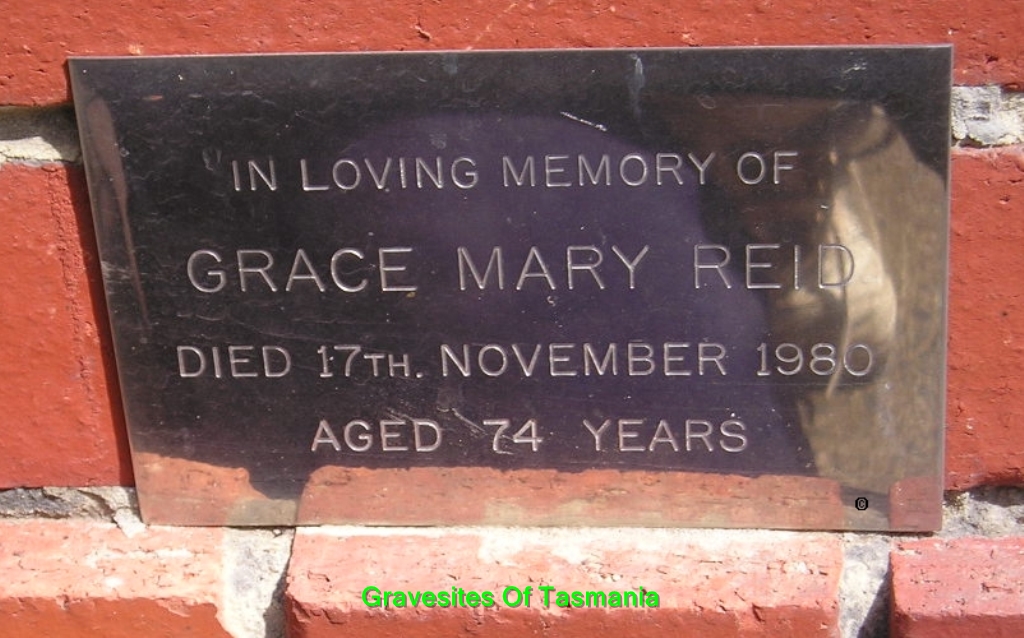 IN LOVING MEMORY OF
GRACE MARY REID
DIED 17TH. NOVEMBER 1980
AGED 74 YEARS
©
Gravesites Of Tasmania